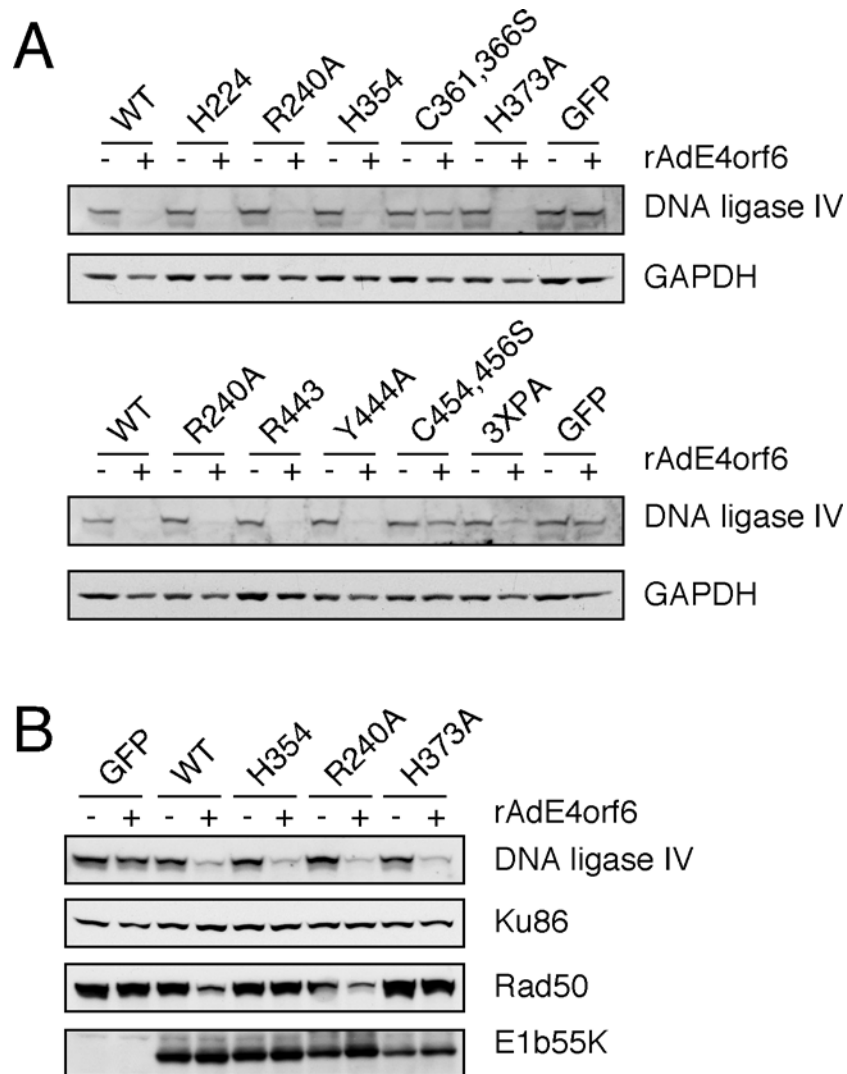 A
WT H224 R240A H354 C361,366S H373A GFP
- + - + - + - + - + - + - + rAdE4orf6
DNA ligase IV
GAPDH
WT R240A R443 Y444A C454,456S 3XPA GFP
- + - + - + - + - + - + - + rAdE4orf6
DNA ligase IV
GAPDH
B
GFP WT H354 R240A H373A
- + - + - + - + - + rAdE4orf6
DNA ligase IV
Ku86
Rad50
E1b55K